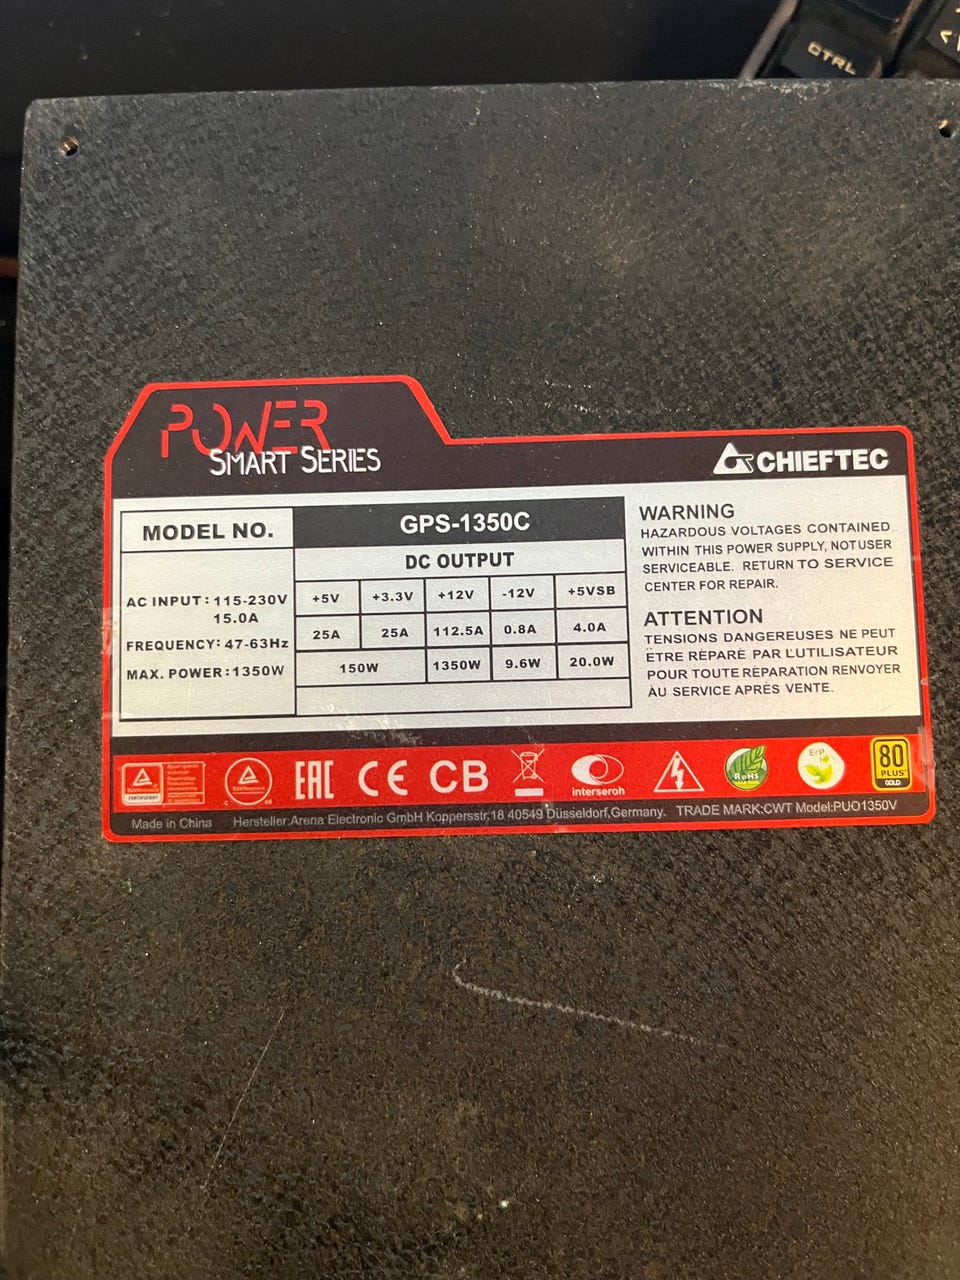 CTRL
POWER
SMART SERIES
CHIEFTEC
MODEL NO.
GPS-1350C
DC OUTPUT
AC INPUT: 115-230V
15.0A
FREQUENCY: 47-63Hz
MAX. POWER:1350W
+5V +3.3V +12V -12V +5VSB
25A 25A 112.5A 0.8A 4.0A
150W 1350W 9.6W 20.0W
WARNING
HAZARDOUS VOLTAGES CONTAINED
WITHIN THIS POWER SUPPLY, NOT USER
SERVICEABLE. RETURN TO SERVICE
CENTER FOR REPAIR.
ATTENTION
TENSIONS DANGEREUSES NE PEUT
ÊTRE RÉPARÉ PAR L'UTILISATEUR
POUR TOUTE RÉPARATION RENVOYER
ÀU SERVICE APRÈS VENTE.
EAC CE CB
interseroh
RoHS
ErP
80
PLUS
GOLD
Made in China Hersteller:Arena Electronic GmbH Koppersstr,18 40549 Düsseldorf,Germany. TRADE MARK:CWT Model:PUO1350V